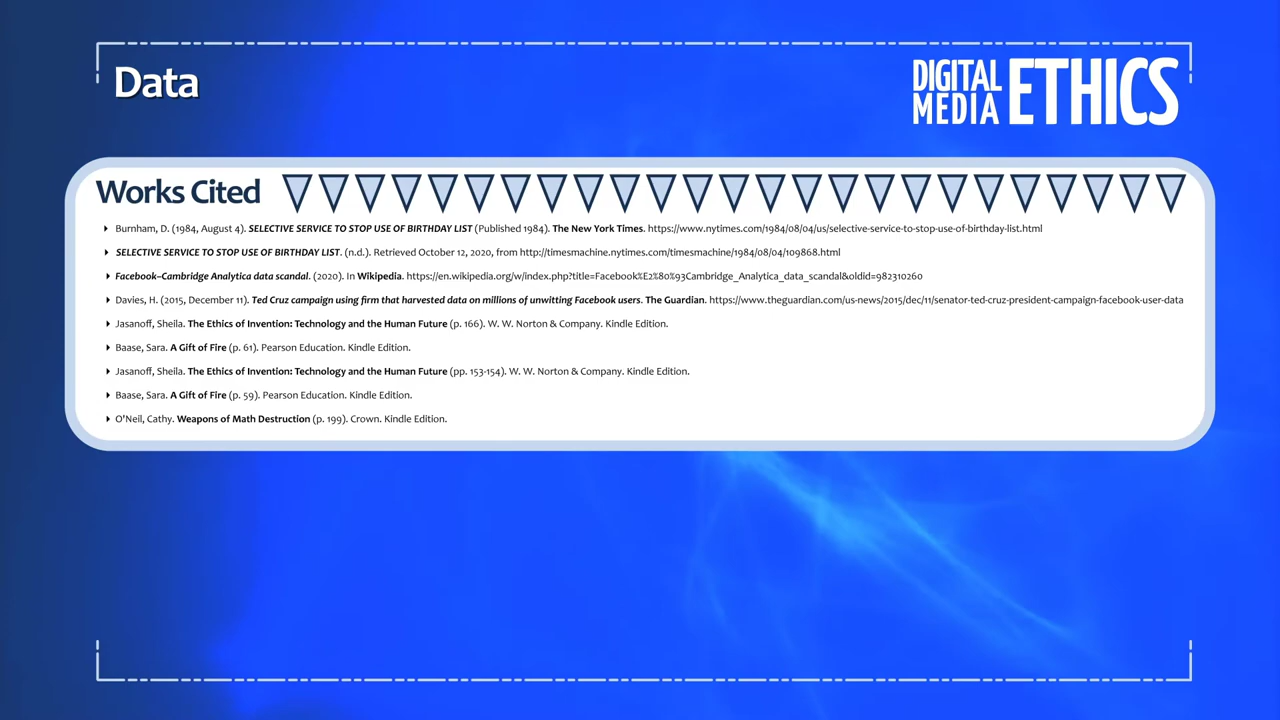 Data
DIGITAL
MEDIA
ETHICS
Works Cited
Burnham, D. (1984, August 4). SELECTIVE SERVICE TO STOP USE OF BIRTHDAY LIST (Published 1984). The New York Times. https://www.nytimes.com/1984/08/04/us/selective-service-to-stop-use-of-birthday-list.html
SELECTIVE SERVICE TO STOP USE OF BIRTHDAY LIST. (n.d.). Retrieved October 12, 2020, from http://timesmachine.nytimes.com/timesmachine/1984/08/04/109868.html
Facebook–Cambridge Analytica data scandal. (2020). In Wikipedia. https://en.wikipedia.org/w/index.php?title=Facebook%E2%80%93Cambridge_Analytica_data_scandal&oldid=982310260
Davies, H. (2015, December 11). Ted Cruz campaign using firm that harvested data on millions of unwitting Facebook users. The Guardian. https://www.theguardian.com/us-news/2015/dec/11/senator-ted-cruz-president-campaign-facebook-user-data
Jasanoff, Sheila. The Ethics of Invention: Technology and the Human Future (p. 166). W. W. Norton & Company. Kindle Edition.
Baase, Sara. A Gift of Fire (p. 61). Pearson Education. Kindle Edition.
Jasanoff, Sheila. The Ethics of Invention: Technology and the Human Future (pp. 153-154). W. W. Norton & Company. Kindle Edition.
Baase, Sara. A Gift of Fire (p. 59). Pearson Education. Kindle Edition.
O'Neil, Cathy. Weapons of Math Destruction (p. 199). Crown. Kindle Edition.